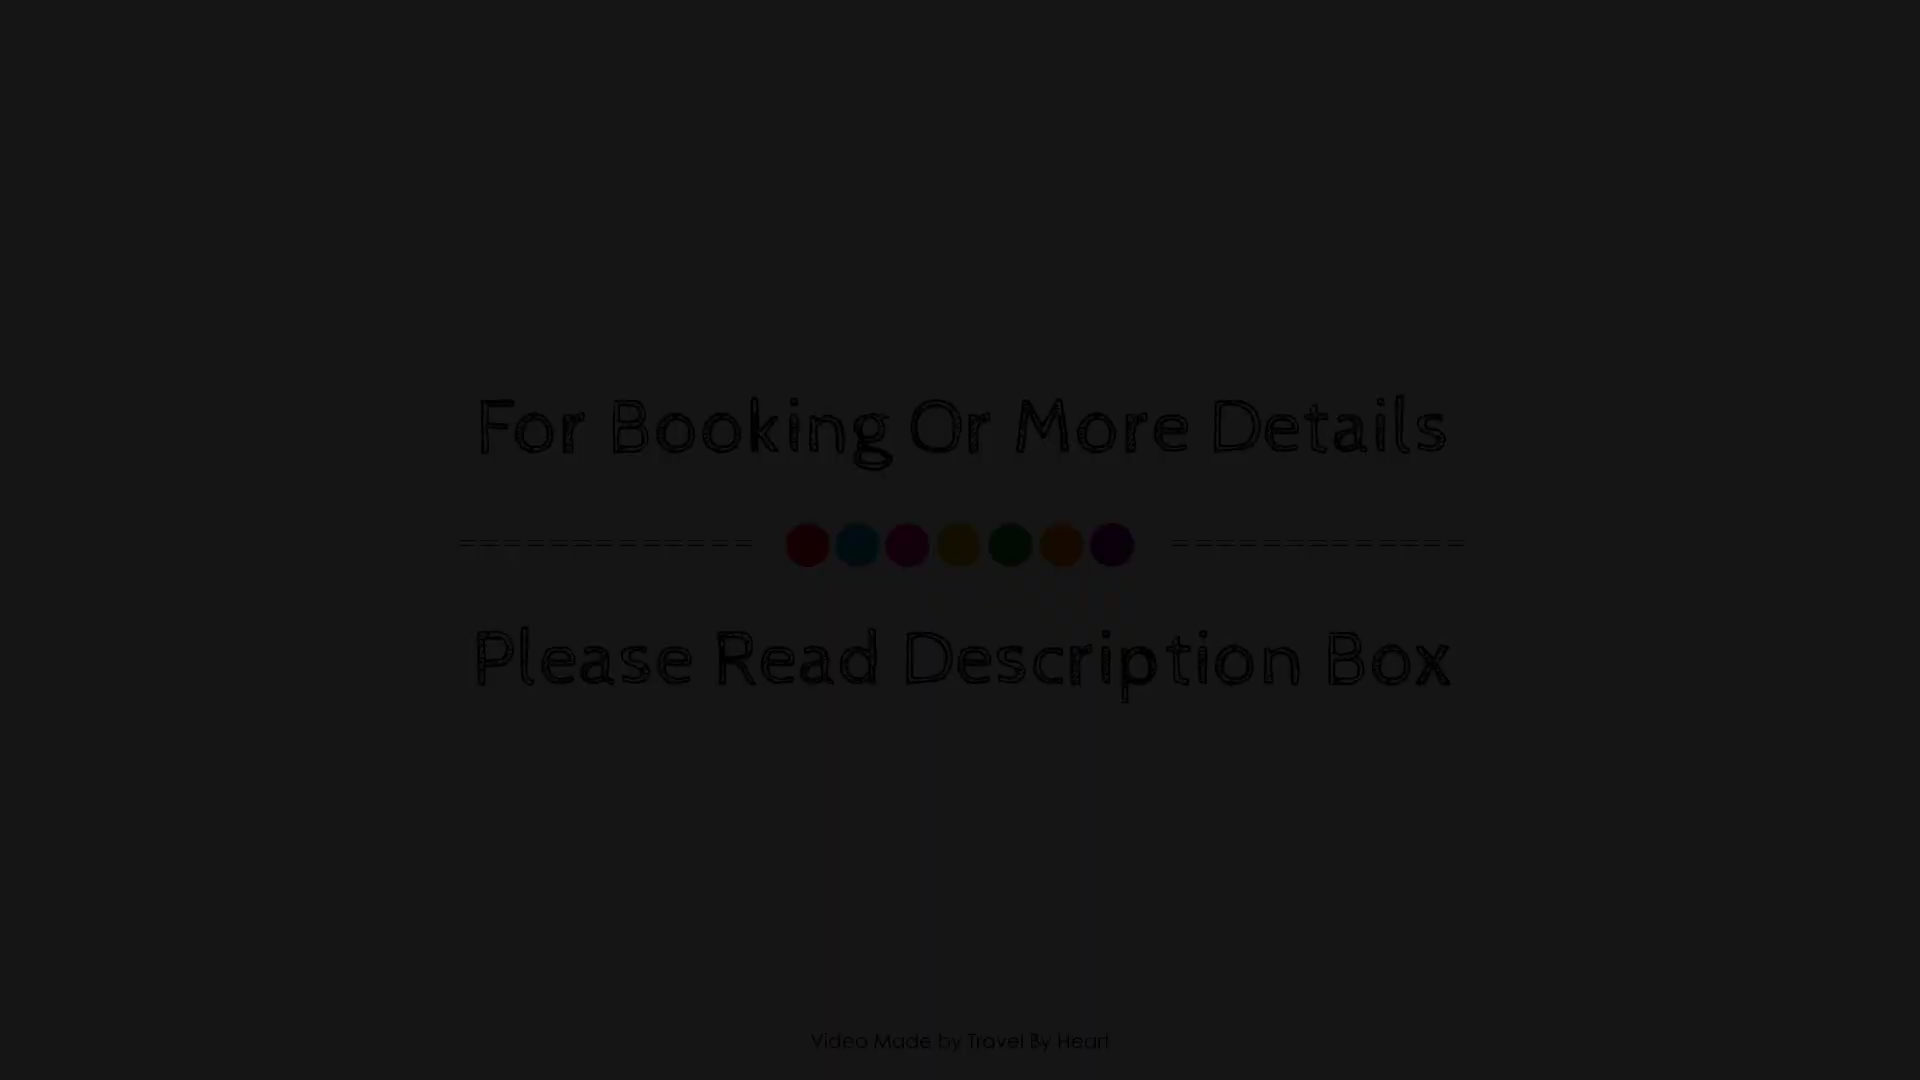 For Booking Or More Details
============= =============
Please Read Description Box
Video Made by Travel By Heart